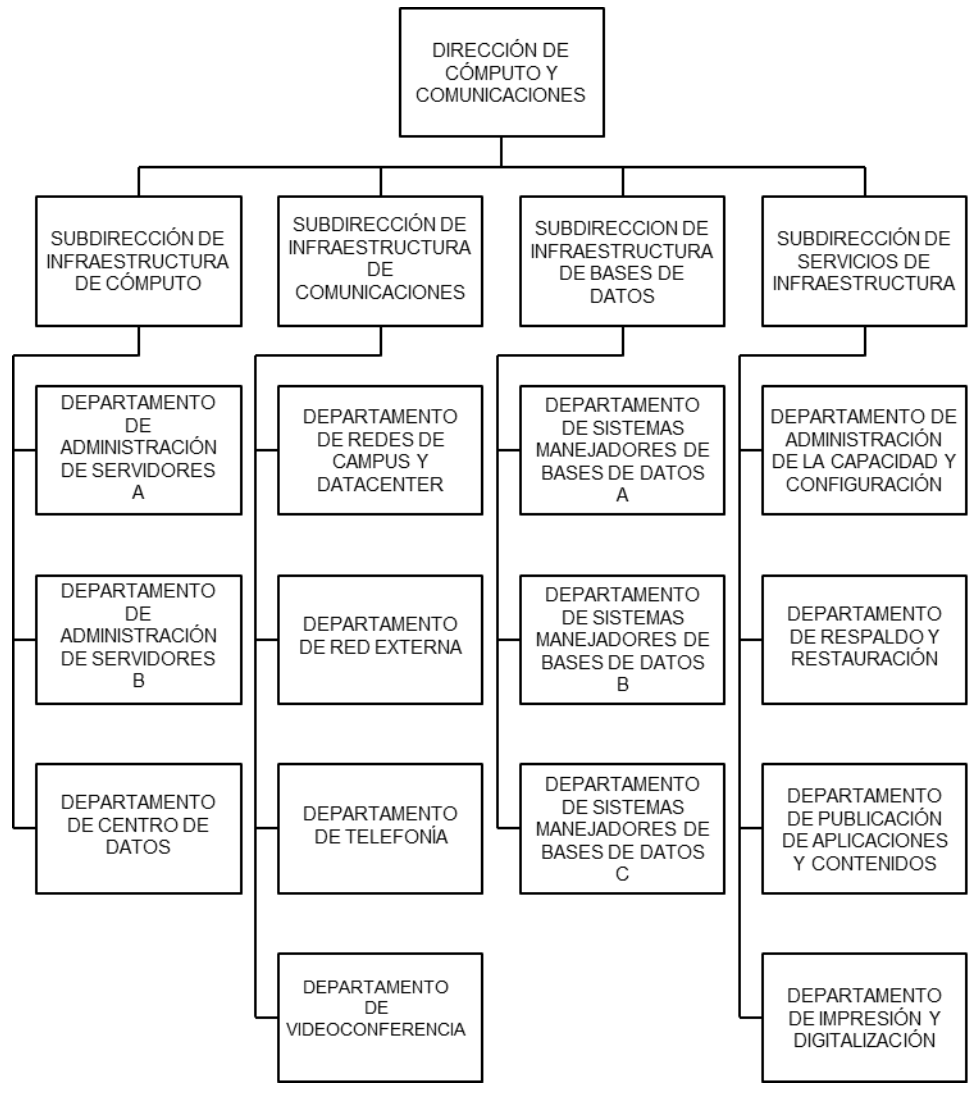 DIRECCIÓN DE
CÓMPUTO Y
COMUNICACIONES
SUBDIRECCIÓN DE
INFRAESTRUCTURA
DE CÓMPUTO
SUBDIRECCIÓN DE
INFRAESTRUCTURA
DE
COMUNICACIONES
SUBDIRECCION DE
INFRAESTRUCTURA
DE BASES DE
DATOS
SUBDIRECCIÓN DE
SERVICIOS DE
INFRAESTRUCTURA
DEPARTAMENTO
DE
ADMINISTRACIÓN
DE SERVIDORES
A
DEPARTAMENTO
DE REDES DE
CAMPUS Y
DATACENTER
DEPARTAMENTO
DE SISTEMAS
MANEJADORES DE
BASES DE DATOS
A
DEPARTAMENTO DE
ADMINISTRACIÓN
DE LA CAPACIDAD Y
CONFIGURACIÓN
DEPARTAMENTO
DE
ADMINISTRACIÓN
DE SERVIDORES
B
DEPARTAMENTO
DE RED EXTERNA
DEPARTAMENTO
DE SISTEMAS
MANEJADORES DE
BASES DE DATOS
B
DEPARTAMENTO
DE RESPALDO Y
RESTAURACIÓN
DEPARTAMENTO
DE CENTRO DE
DATOS
DEPARTAMENTO
DE TELEFONÍA
DEPARTAMENTO
DE SISTEMAS
MANEJADORES DE
BASES DE DATOS
C
DEPARTAMENTO
DE PUBLICACIÓN
DE APLICACIONES
Y CONTENIDOS
DEPARTAMENTO
DE
VIDEOCONFERENCIA
DEPARTAMENTO
DE IMPRESIÓN Y
DIGITALIZACIÓN